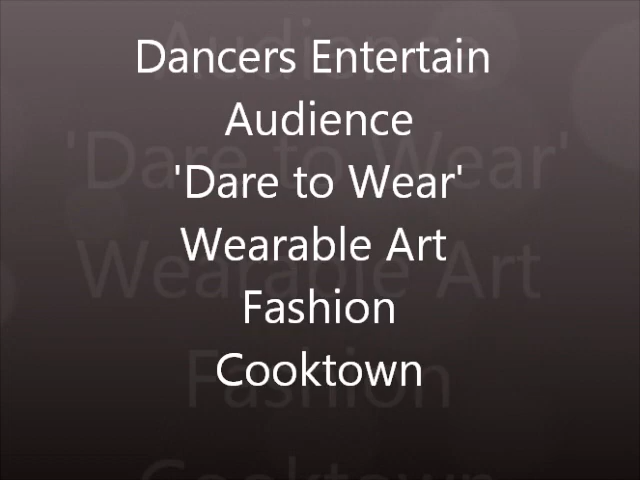 Dancers Entertain
Audience
'Dare to Wear'
Wearable Art
Fashion
Cooktown